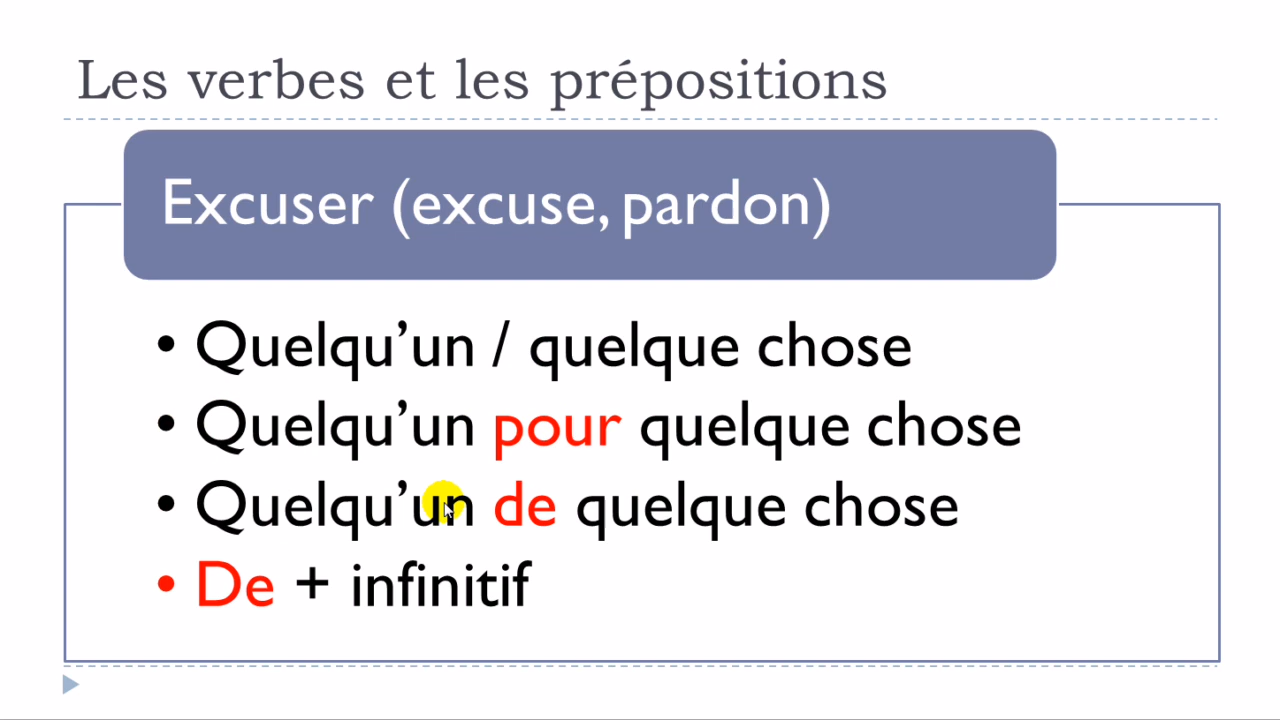 Les verbes et les prépositions
Excuser (excuse, pardon)
• Quelqu’un / quelque chose
• Quelqu’un pour quelque chose
• Quelqu’un de quelque chose
• De + infinitif